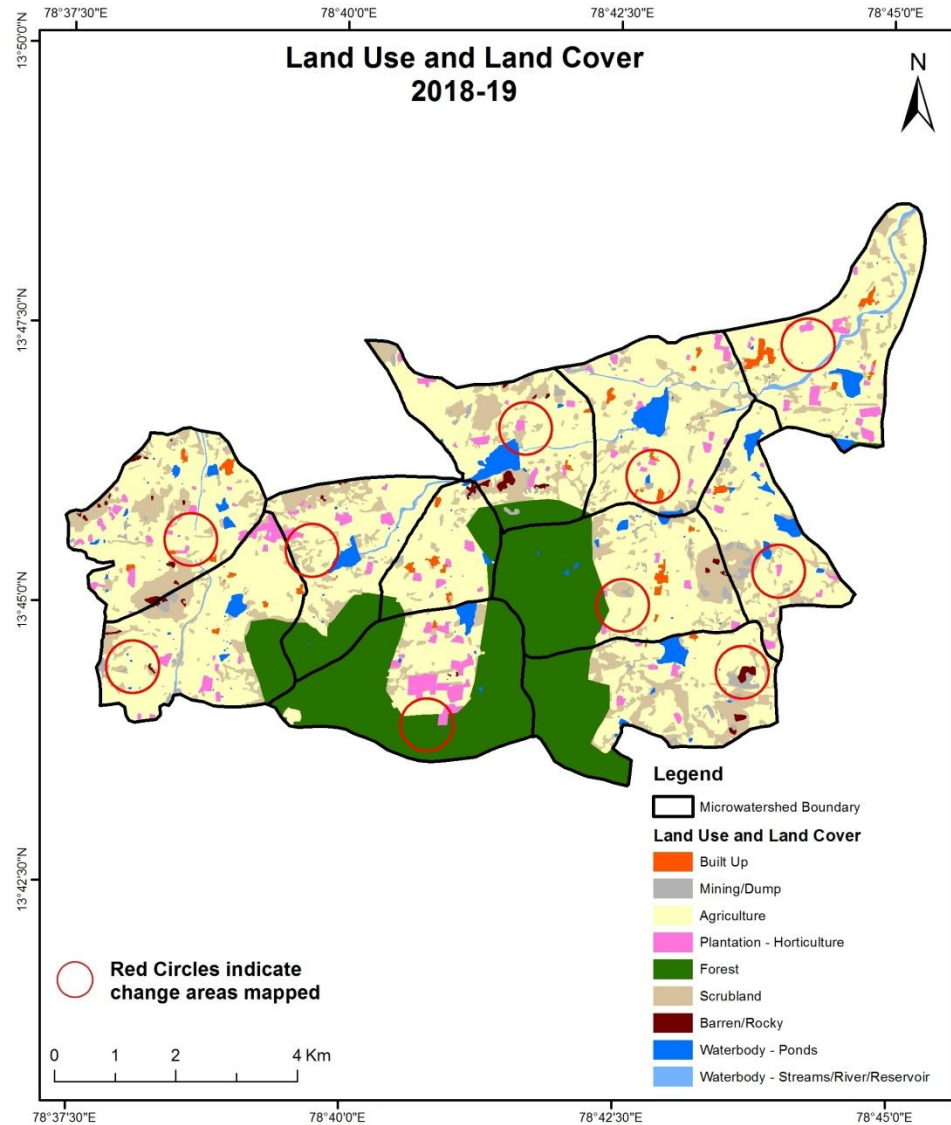 78°37'30"E 78°40'0"E 78°42'30"E 78°45'0"E
13°50'0"N
Land Use and Land Cover
2018-19
N
13°47'30"N
13°45'0"N
13°42'30"N
Legend
Microwatershed Boundary
Land Use and Land Cover
Built Up
Mining/Dump
Agriculture
Plantation - Horticulture
Forest
Scrubland
Barren/Rocky
Waterbody - Ponds
Waterbody - Streams/River/Reservoir
Red Circles indicate
change areas mapped
0 1 2 4 Km
78°37'30"E 78°40'0"E 78°42'30"E 78°45'0"E